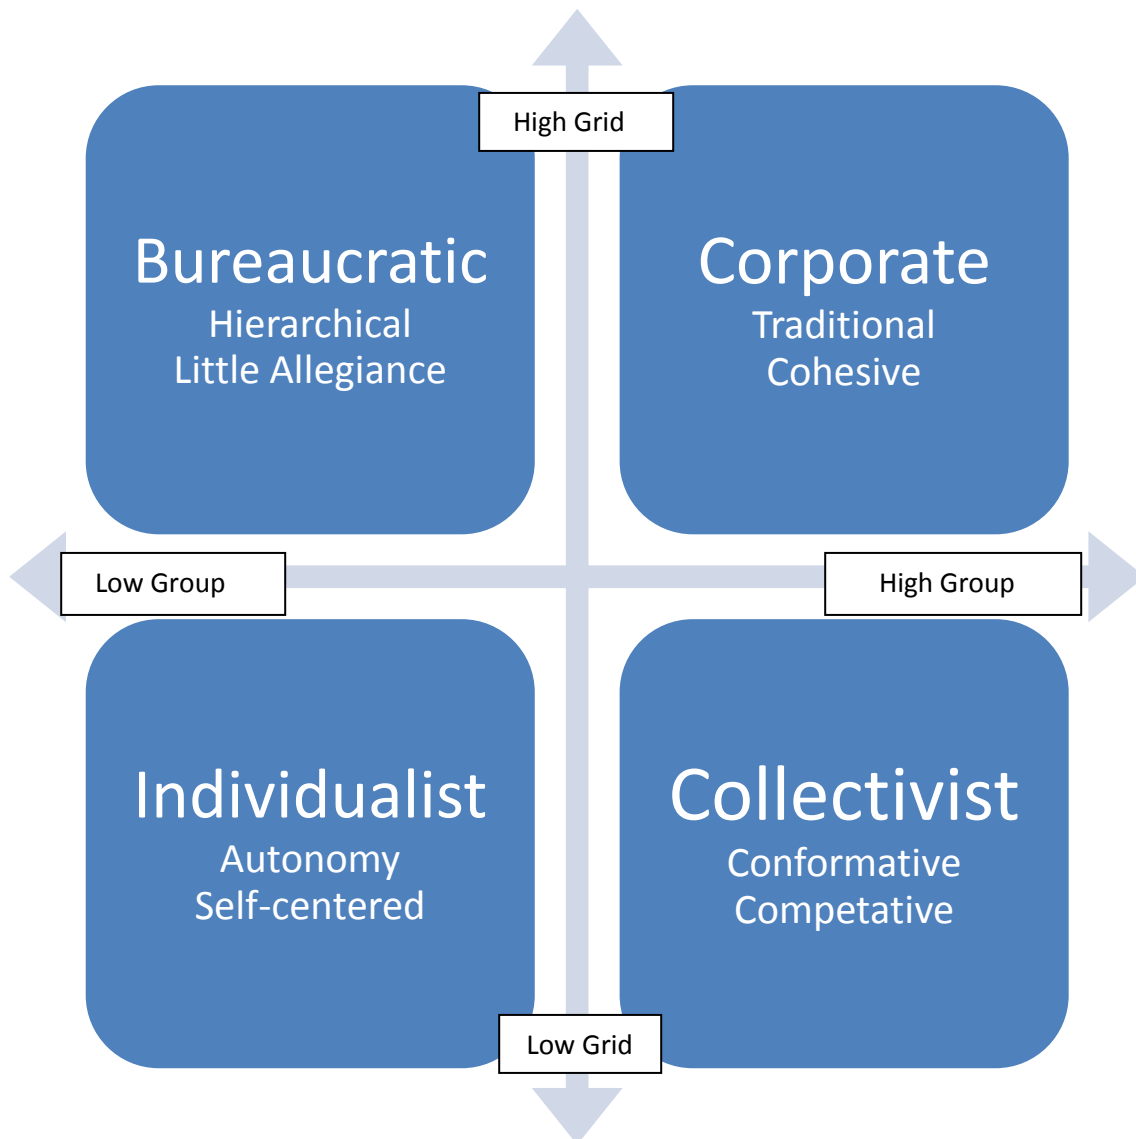 High Grid
Bureaucratic
Hierarchical
Little Allegiance
Corporate
Traditional
Cohesive
Low Group
High Group
Individualist
Autonomy
Self-centered
Collectivist
Conformative
Competative
Low Grid